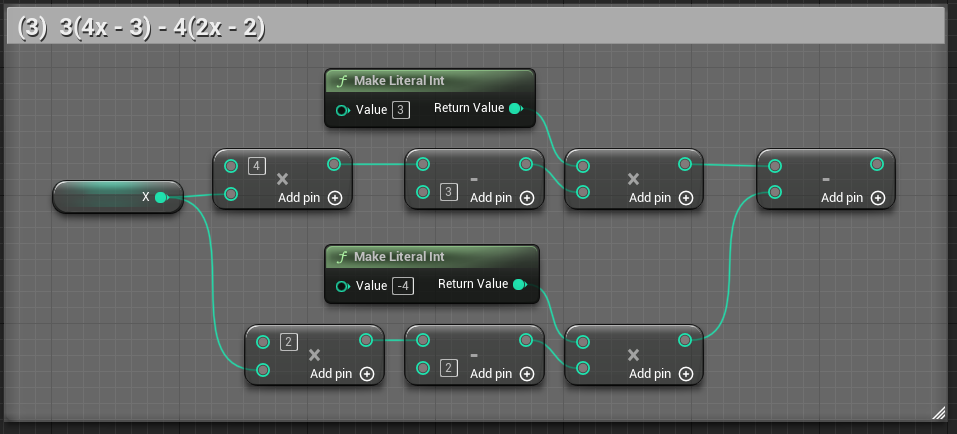 (3) 3(4x - 3) - 4(2x - 2)
f Make Literal Int
Value 3 Return Value
4
×
Add pin
-
3
Add pin
×
Add pin
-
Add pin
X
f Make Literal Int
Value -4 Return Value
2
×
Add pin
-
2
Add pin
×
Add pin